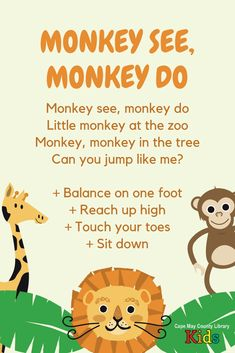 MONKEY SEE,
MONKEY DO
Monkey see, monkey do
Little monkey at the zoo
Monkey, monkey in the tree
Can you jump like me?
+ Balance on one foot
+ Reach up high
+ Touch your toes
+ Sit down
Cape May County Library
Kids